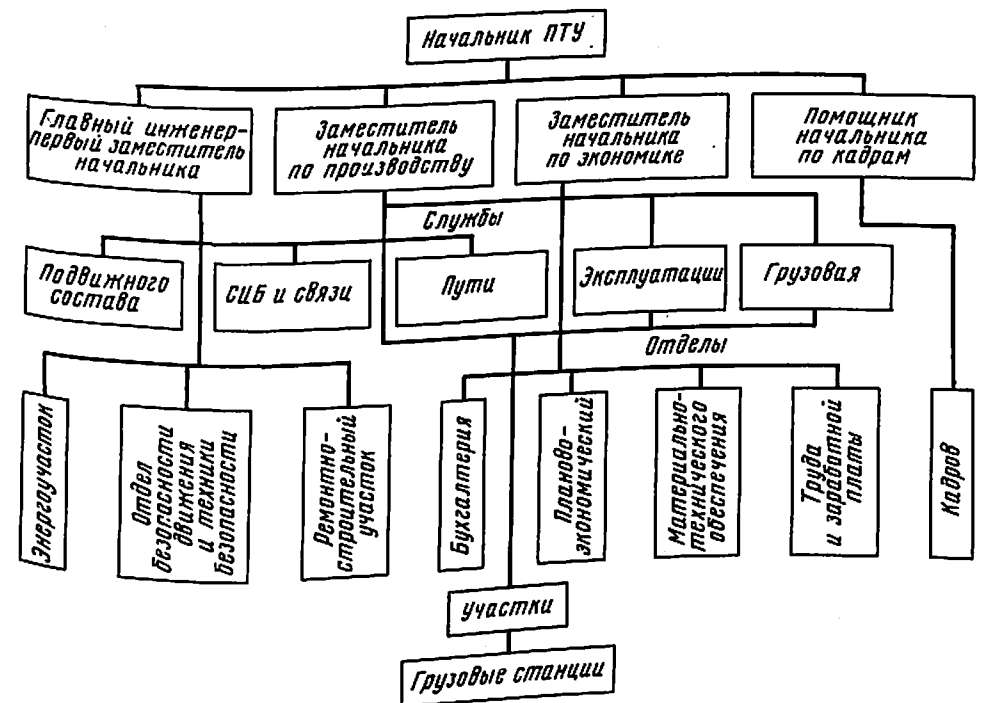 Начальник ПТУ
Главный инженер-
первый заместитель
начальника
Заместитель
начальника
по производству
Заместитель
начальника
по экономике
Помощник
начальника
по кадрам
Службы
Подвижного
состава
СЦБ и связи
Пути
Эксплуатации
Грузовая
Отделы
Энергоучасток
Отдел
безопасности
движения
и техники
безопасности
Ремонтно-
строительный
участок
Бухгалтерия
Планово-
экономический
Материально-
технического
обеспечения
Труда
и заработной
платы
Кадров
Участки
Грузовые станции